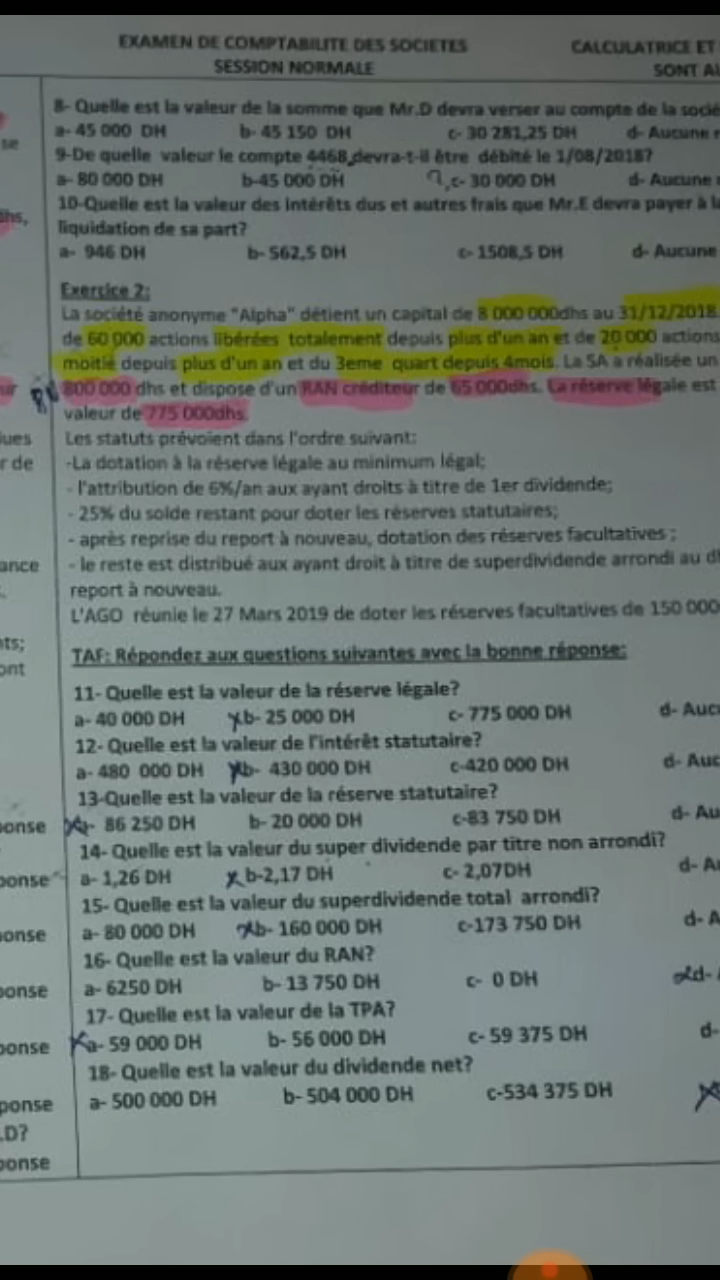 EXAMEN DE COMPTABILITE DES SOCIETES CALCULATRICE ET
SESSION NORMALE SONT AU
8- Quelle est la valeur de la somme que Mr.D devra verser au compte de la socié
a- 45 000 DH b- 45 150 DH c- 30 281,25 DH d- Aucune r
se
9-De quelle valeur le compte 4468,devra-t-il être débité le 1/08/2018?
a- 80 000 DH b-45 000 DH c- 30 000 DH d- Aucune
10-Quelle est la valeur des intérêts dus et autres frais que Mr.E devra payer à la
dhs,
liquidation de sa part?
a- 946 DH b- 562,5 DH c- 1508,5 DH d- Aucune
Exercice 2:
La société anonyme "Alpha" détient un capital de 8 000 000dhs au 31/12/2018.
de 60 000 actions libérées totalement depuis plus d'un an et de 20 000 actions
moitié depuis plus d'un an et du 3eme quart depuis 4mois. La SA a réalisée un
800 000 dhs et dispose d'un RAN créditeur de 65 000dhs. La réserve légale est
valeur de 775 000dhs.
Les statuts prévoient dans l'ordre suivant:
-La dotation à la réserve légale au minimum légal;
r de
- l'attribution de 6%/an aux ayant droits à titre de 1er dividende;
- 25% du solde restant pour doter les réserves statutaires;
- après reprise du report à nouveau, dotation des réserves facultatives ;
ance
- le reste est distribué aux ayant droit à titre de superdividende arrondi au d
report à nouveau.
L'AGO réunie le 27 Mars 2019 de doter les réserves facultatives de 150 000
nts;
TAF: Répondez aux questions suivantes avec la bonne réponse:
ont
11- Quelle est la valeur de la réserve légale?
a- 40 000 DH b- 25 000 DH c- 775 000 DH d- Auc
12- Quelle est la valeur de l'intérêt statutaire?
a- 480 000 DH b- 430 000 DH c-420 000 DH d- Auc
13-Quelle est la valeur de la réserve statutaire?
ponse
a- 86 250 DH b- 20 000 DH c-83 750 DH d- Au
14- Quelle est la valeur du super dividende par titre non arrondi?
ponse
a- 1,26 DH b-2,17 DH c- 2,07DH d- A
15- Quelle est la valeur du superdividende total arrondi?
ponse
a- 80 000 DH b- 160 000 DH c-173 750 DH d- A
16- Quelle est la valeur du RAN?
ponse
a- 6250 DH b- 13 750 DH c- 0 DH d-
17- Quelle est la valeur de la TPA?
ponse
a- 59 000 DH b- 56 000 DH c- 59 375 DH d-
18- Quelle est la valeur du dividende net?
ponse
a- 500 000 DH b- 504 000 DH c-534 375 DH
.D?
ponse